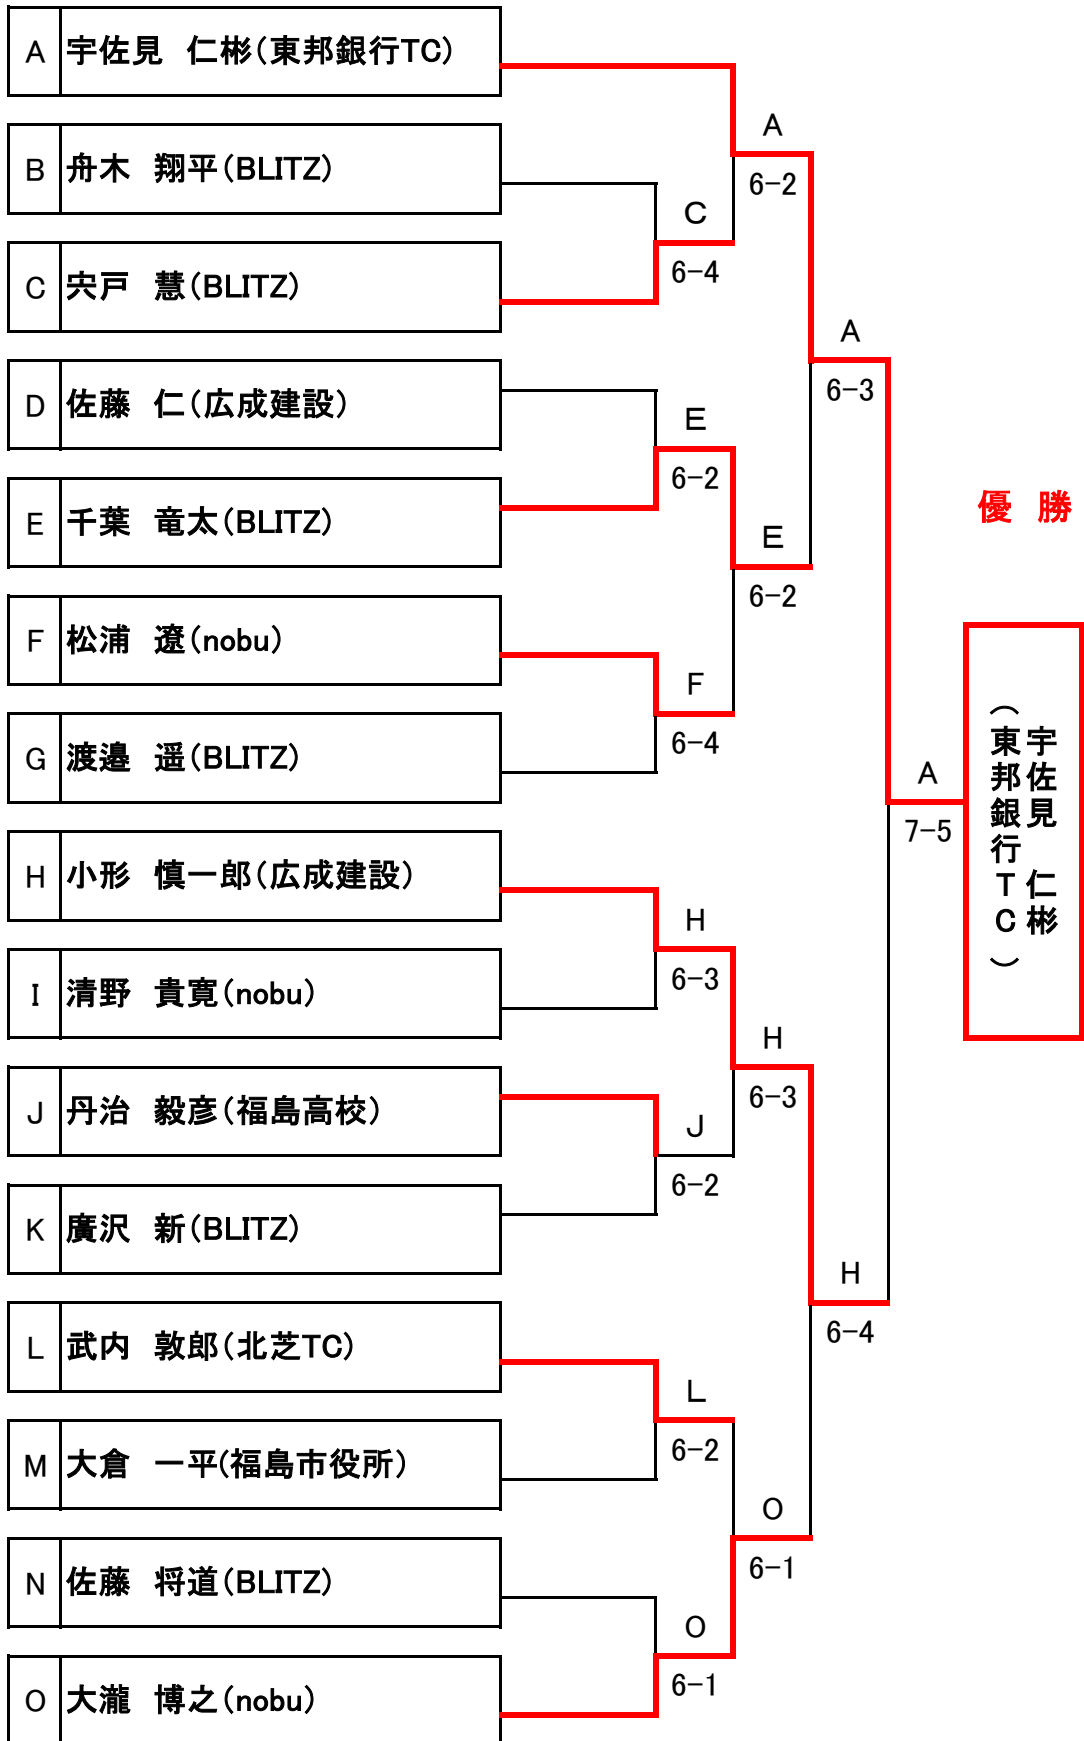 A 宇佐見　仁彬(東邦銀行TC)
B 舟木　翔平(BLITZ)
C 宍戸　慧(BLITZ)
D 佐藤　仁(広成建設)
E 千葉　竜太(BLITZ)
F 松浦　遼(nobu)
G 渡邉　遥(BLITZ)
H 小形　慎一郎(広成建設)
I 清野　貴寛(nobu)
J 丹治　毅彦(福島高校)
K 廣沢　新(BLITZ)
L 武内　敦郎(北芝TC)
M 大倉　一平(福島市役所)
N 佐藤　将道(BLITZ)
O 大瀧　博之(nobu)
C
6-4
E
6-2
F
6-4
H
6-3
J
6-2
L
6-2
O
6-1
A
6-2
E
6-2
H
6-3
O
6-1
A
6-3
H
6-4
A
7-5
優　勝
宇佐見　仁彬
(東邦銀行TC)